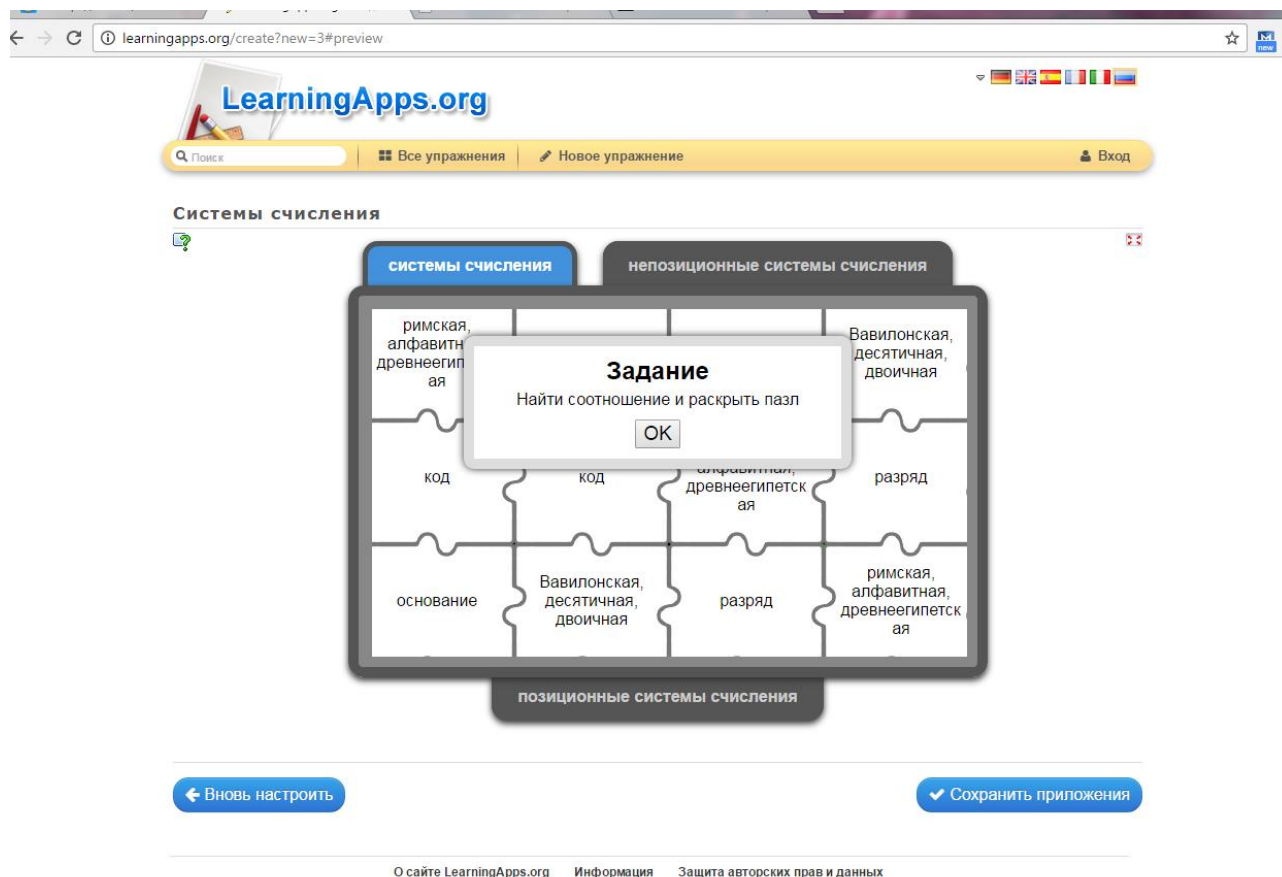 learningapps.org/create?new=3#preview
new
LearningApps.org
Поиск
Все упражнения
Новое упражнение
Вход
Системы счисления
системы счисления
непозиционные системы счисления
римская,
ая
Вавилонская,
десятичная,
двоичная
Задание
Найти соотношение и раскрыть пазл
OK
код
код
древнеегипетск
ая
разряд
основание
Вавилонская,
десятичная,
двоичная
разряд
римская,
алфавитная,
древнеегипетск
ая
позиционные системы счисления
Вновь настроить
Сохранить приложения
О сайте LearningApps.org
Информация
Защита авторских прав и данных